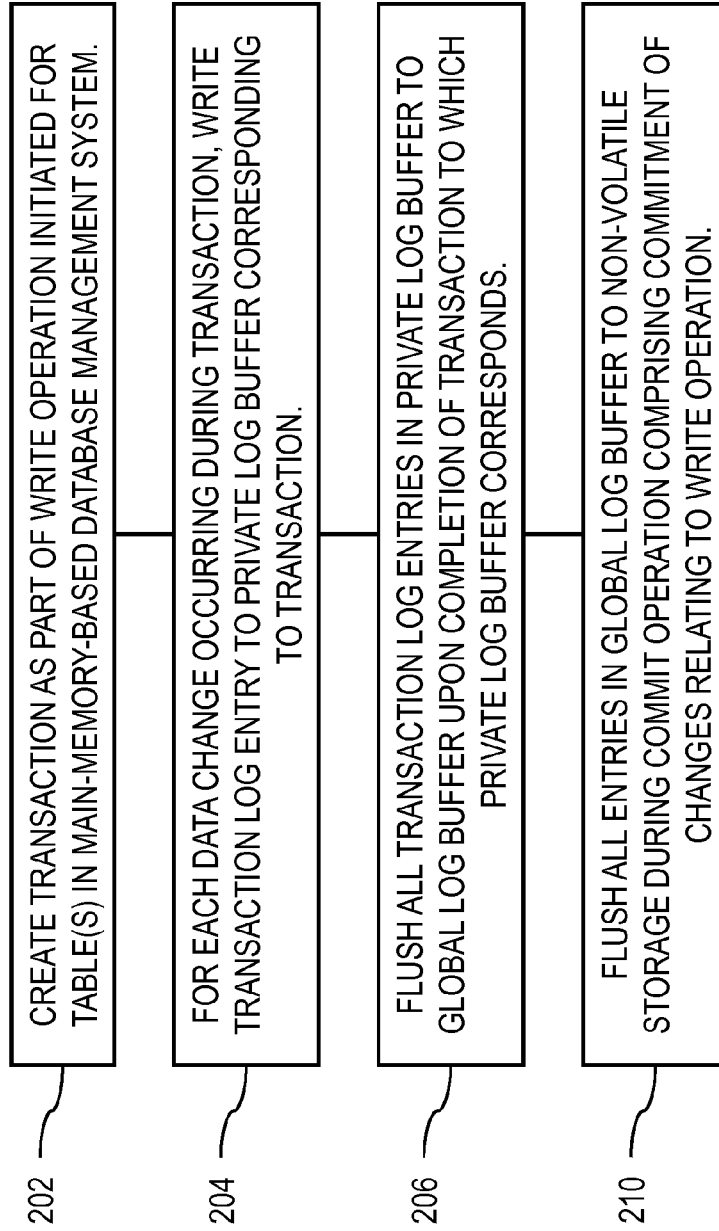 202
CREATE TRANSACTION AS PART OF WRITE OPERATION INITIATED FOR
TABLE(S) IN MAIN-MEMORY-BASED DATABASE MANAGEMENT SYSTEM.
204
FOR EACH DATA CHANGE OCCURRING DURING TRANSACTION, WRITE
TRANSACTION LOG ENTRY TO PRIVATE LOG BUFFER CORRESPONDING
TO TRANSACTION.
206
FLUSH ALL TRANSACTION LOG ENTRIES IN PRIVATE LOG BUFFER TO
GLOBAL LOG BUFFER UPON COMPLETION OF TRANSACTION TO WHICH
PRIVATE LOG BUFFER CORRESPONDS.
210
FLUSH ALL ENTRIES IN GLOBAL LOG BUFFER TO NON-VOLATILE
STORAGE DURING COMMIT OPERATION COMPRISING COMMITMENT OF
CHANGES RELATING TO WRITE OPERATION.